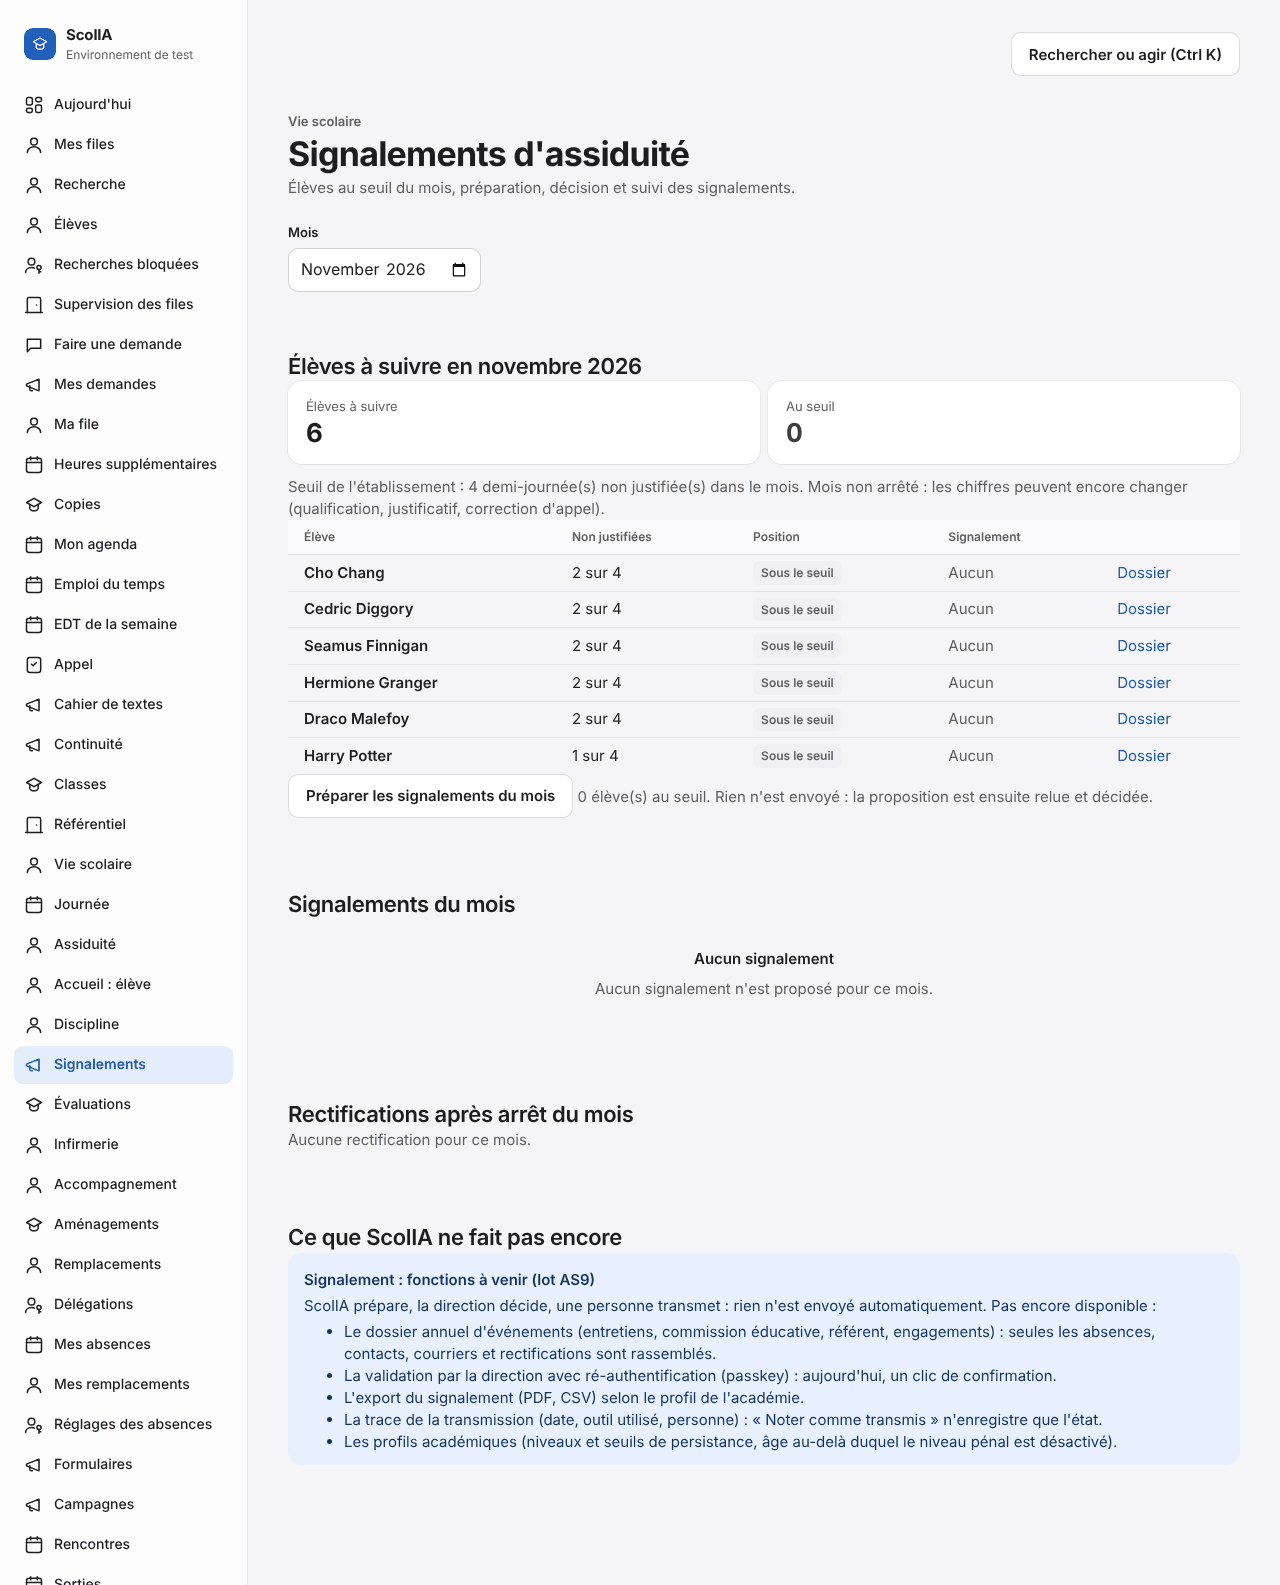 ScolIA
Environnement de test
Aujourd'hui
Mes files
Recherche
Élèves
Recherches bloquées
Supervision des files
Faire une demande
Mes demandes
Ma file
Heures supplémentaires
Copies
Mon agenda
Emploi du temps
EDT de la semaine
Appel
Cahier de textes
Continuité
Classes
Référentiel
Vie scolaire
Journée
Assiduité
Accueil : élève
Discipline
Signalements
Évaluations
Infirmerie
Accompagnement
Aménagements
Remplacements
Délégations
Mes absences
Mes remplacements
Réglages des absences
Formulaires
Campagnes
Rencontres
Sorties
Rechercher ou agir (Ctrl K)
Vie scolaire
Signalements d'assiduité
Élèves au seuil du mois, préparation, décision et suivi des signalements.
Mois
November 2026
Élèves à suivre en novembre 2026
Élèves à suivre
6
Au seuil
0
Seuil de l'établissement : 4 demi-journée(s) non justifiée(s) dans le mois. Mois non arrêté : les chiffres peuvent encore changer
(qualification, justificatif, correction d'appel).
Élève Non justifiées Position Signalement
Cho Chang 2 sur 4 Sous le seuil Aucun Dossier
Cedric Diggory 2 sur 4 Sous le seuil Aucun Dossier
Seamus Finnigan 2 sur 4 Sous le seuil Aucun Dossier
Hermione Granger 2 sur 4 Sous le seuil Aucun Dossier
Draco Malefoy 2 sur 4 Sous le seuil Aucun Dossier
Harry Potter 1 sur 4 Sous le seuil Aucun Dossier
Préparer les signalements du mois 0 élève(s) au seuil. Rien n'est envoyé : la proposition est ensuite relue et décidée.
Signalements du mois
Aucun signalement
Aucun signalement n'est proposé pour ce mois.
Rectifications après arrêt du mois
Aucune rectification pour ce mois.
Ce que ScolIA ne fait pas encore
Signalement : fonctions à venir (lot AS9)
ScolIA prépare, la direction décide, une personne transmet : rien n'est envoyé automatiquement. Pas encore disponible :
• Le dossier annuel d'événements (entretiens, commission éducative, référent, engagements) : seules les absences,
contacts, courriers et rectifications sont rassemblés.
• La validation par la direction avec ré-authentification (passkey) : aujourd'hui, un clic de confirmation.
• L'export du signalement (PDF, CSV) selon le profil de l'académie.
• La trace de la transmission (date, outil utilisé, personne) : « Noter comme transmis » n'enregistre que l'état.
• Les profils académiques (niveaux et seuils de persistance, âge au-delà duquel le niveau pénal est désactivé).